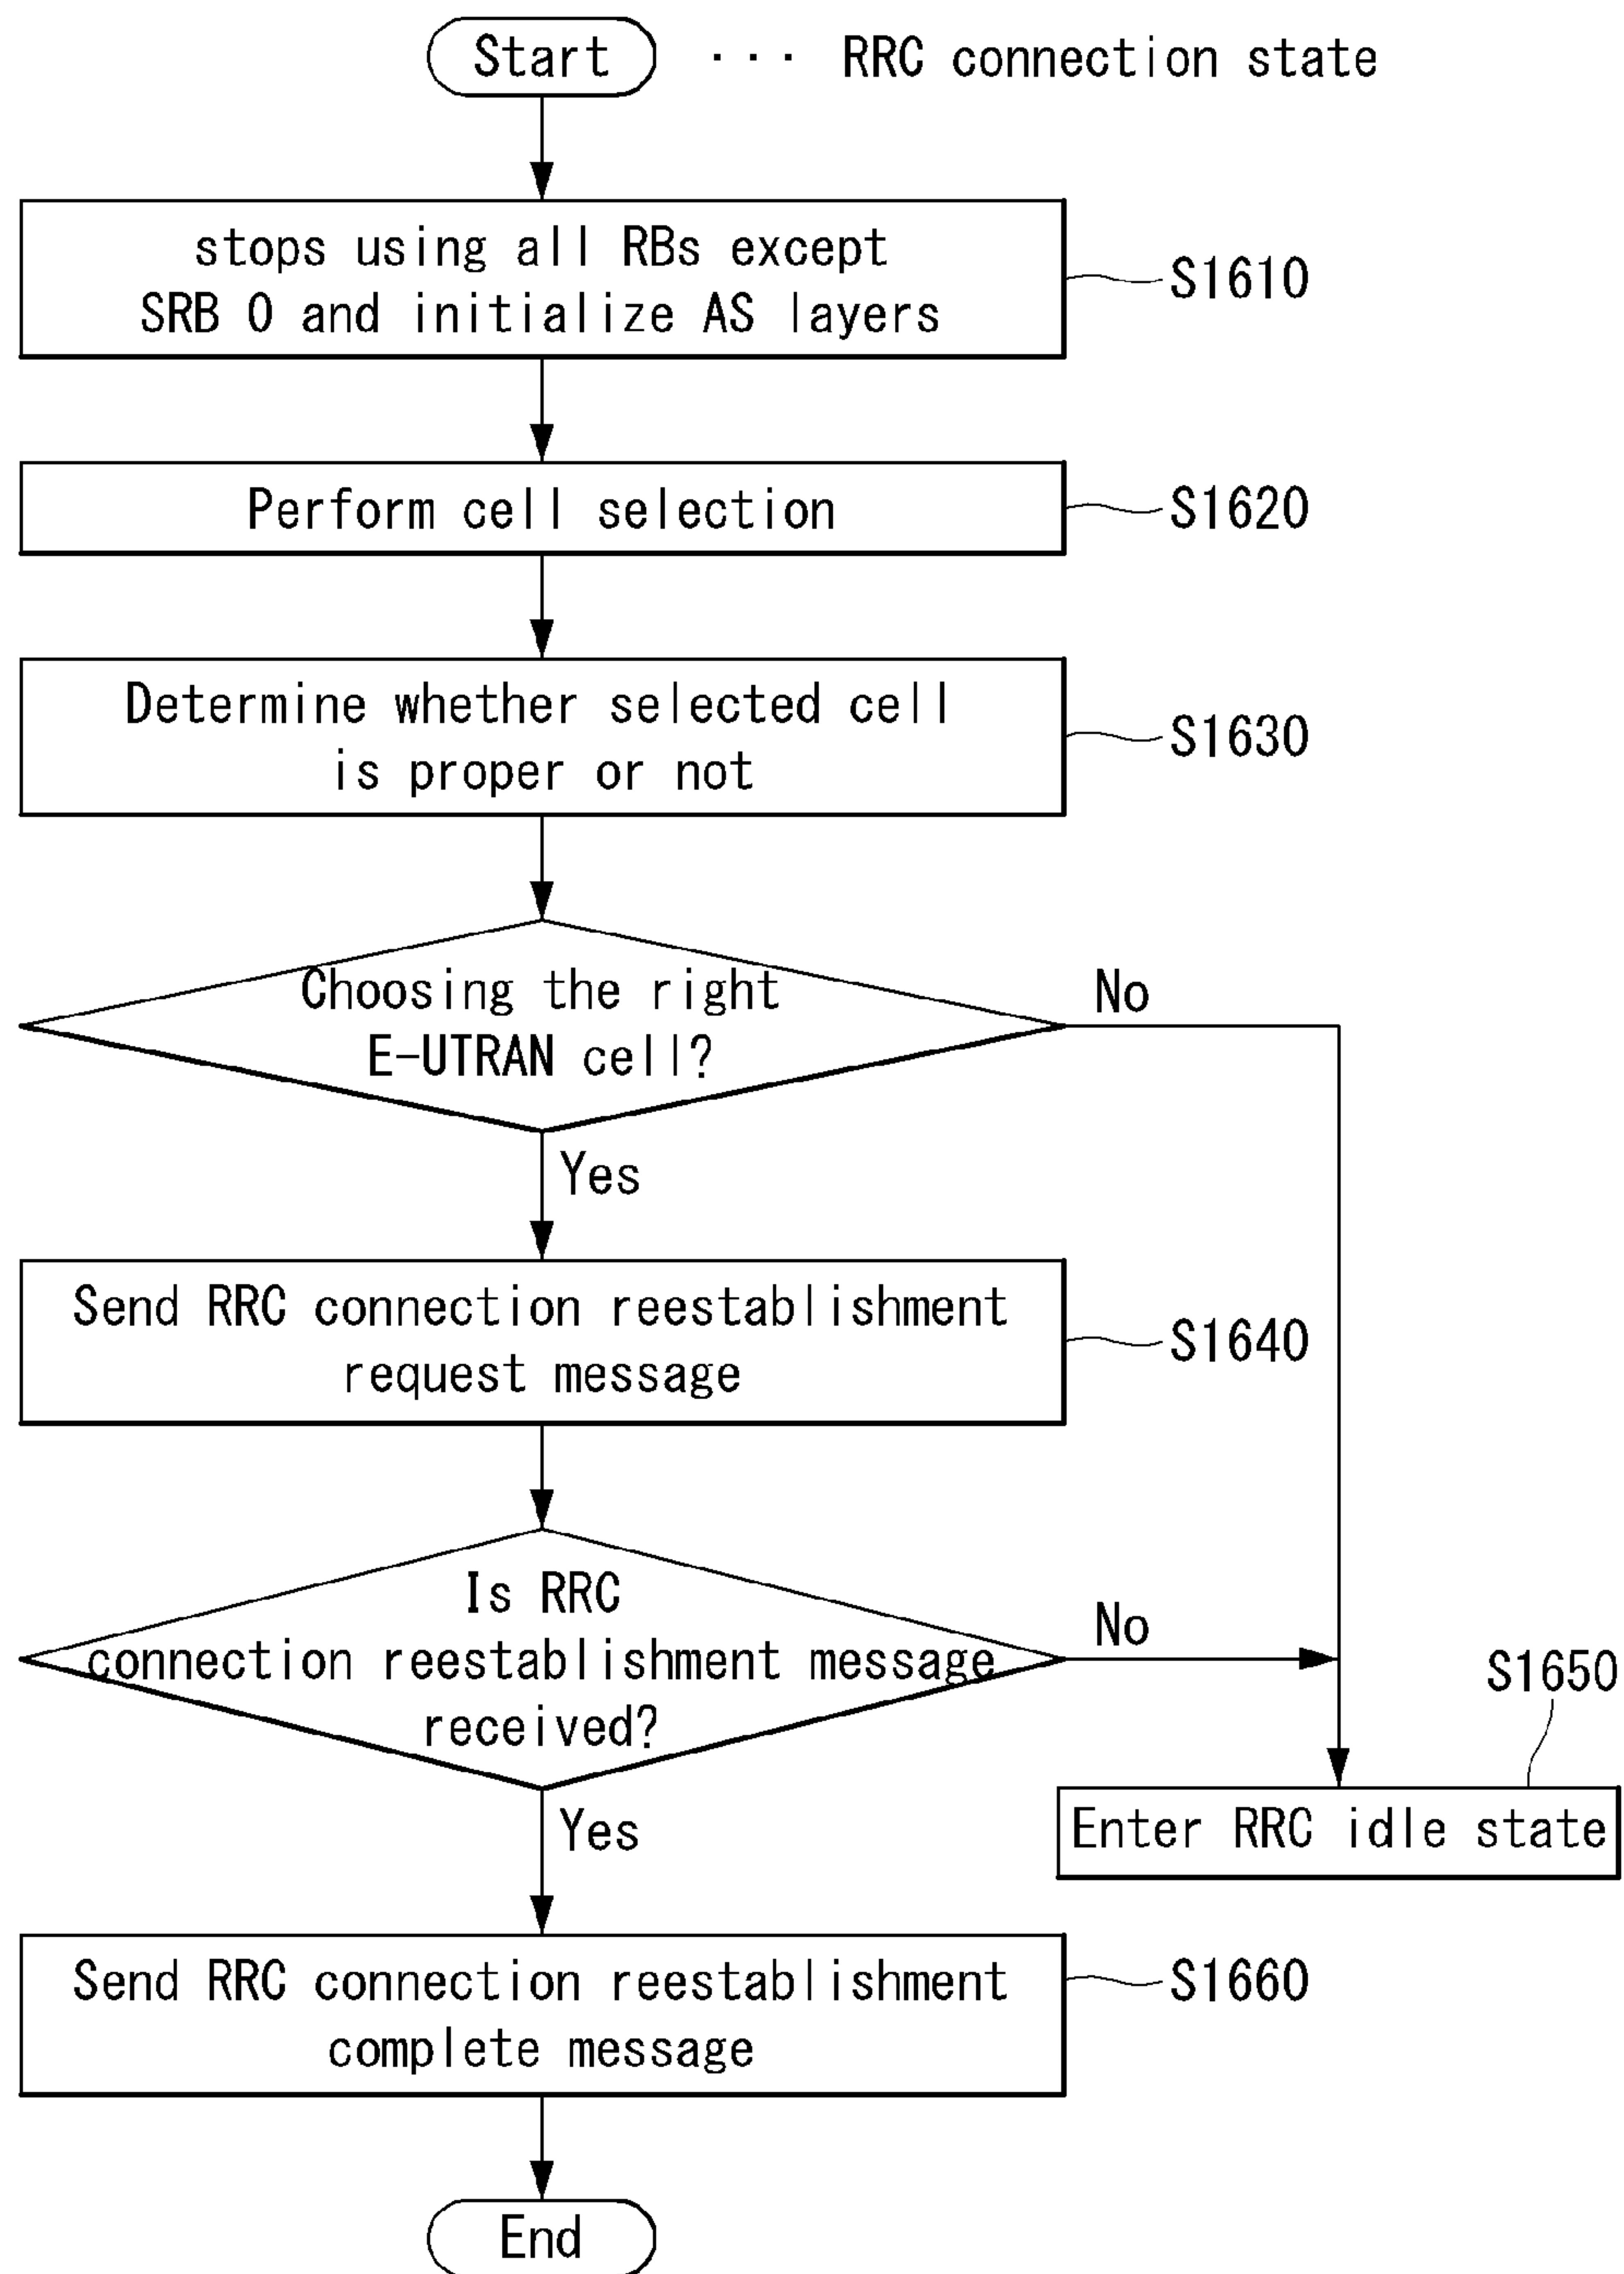 Start ··· RRC connection state
stops using all RBs except
SRB 0 and initialize AS layers
S1610
Perform cell selection
S1620
Determine whether selected cell
is proper or not
S1630
Choosing the right
E-UTRAN cell?
No
Yes
Send RRC connection reestablishment
request message
S1640
Is RRC
connection reestablishment message
received?
No
S1650
Yes
Enter RRC idle state
Send RRC connection reestablishment
complete message
S1660
End